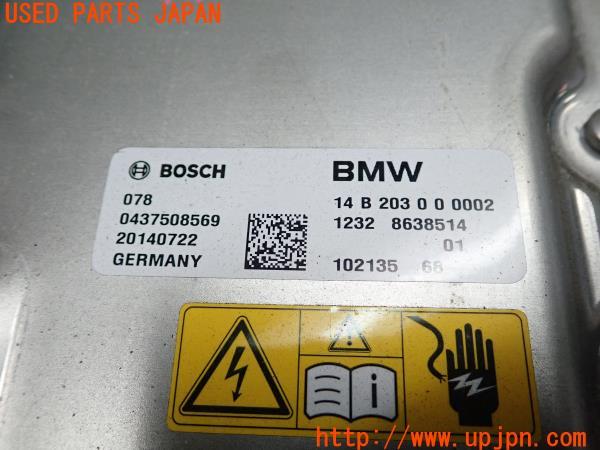 USED PARTS JAPAN
BOSCH
BMW
078
0437508569
20140722
GERMANY
14 B 203 0 0 0002
1232 8638514
01
102135 68
i
http://www.upjpn.com